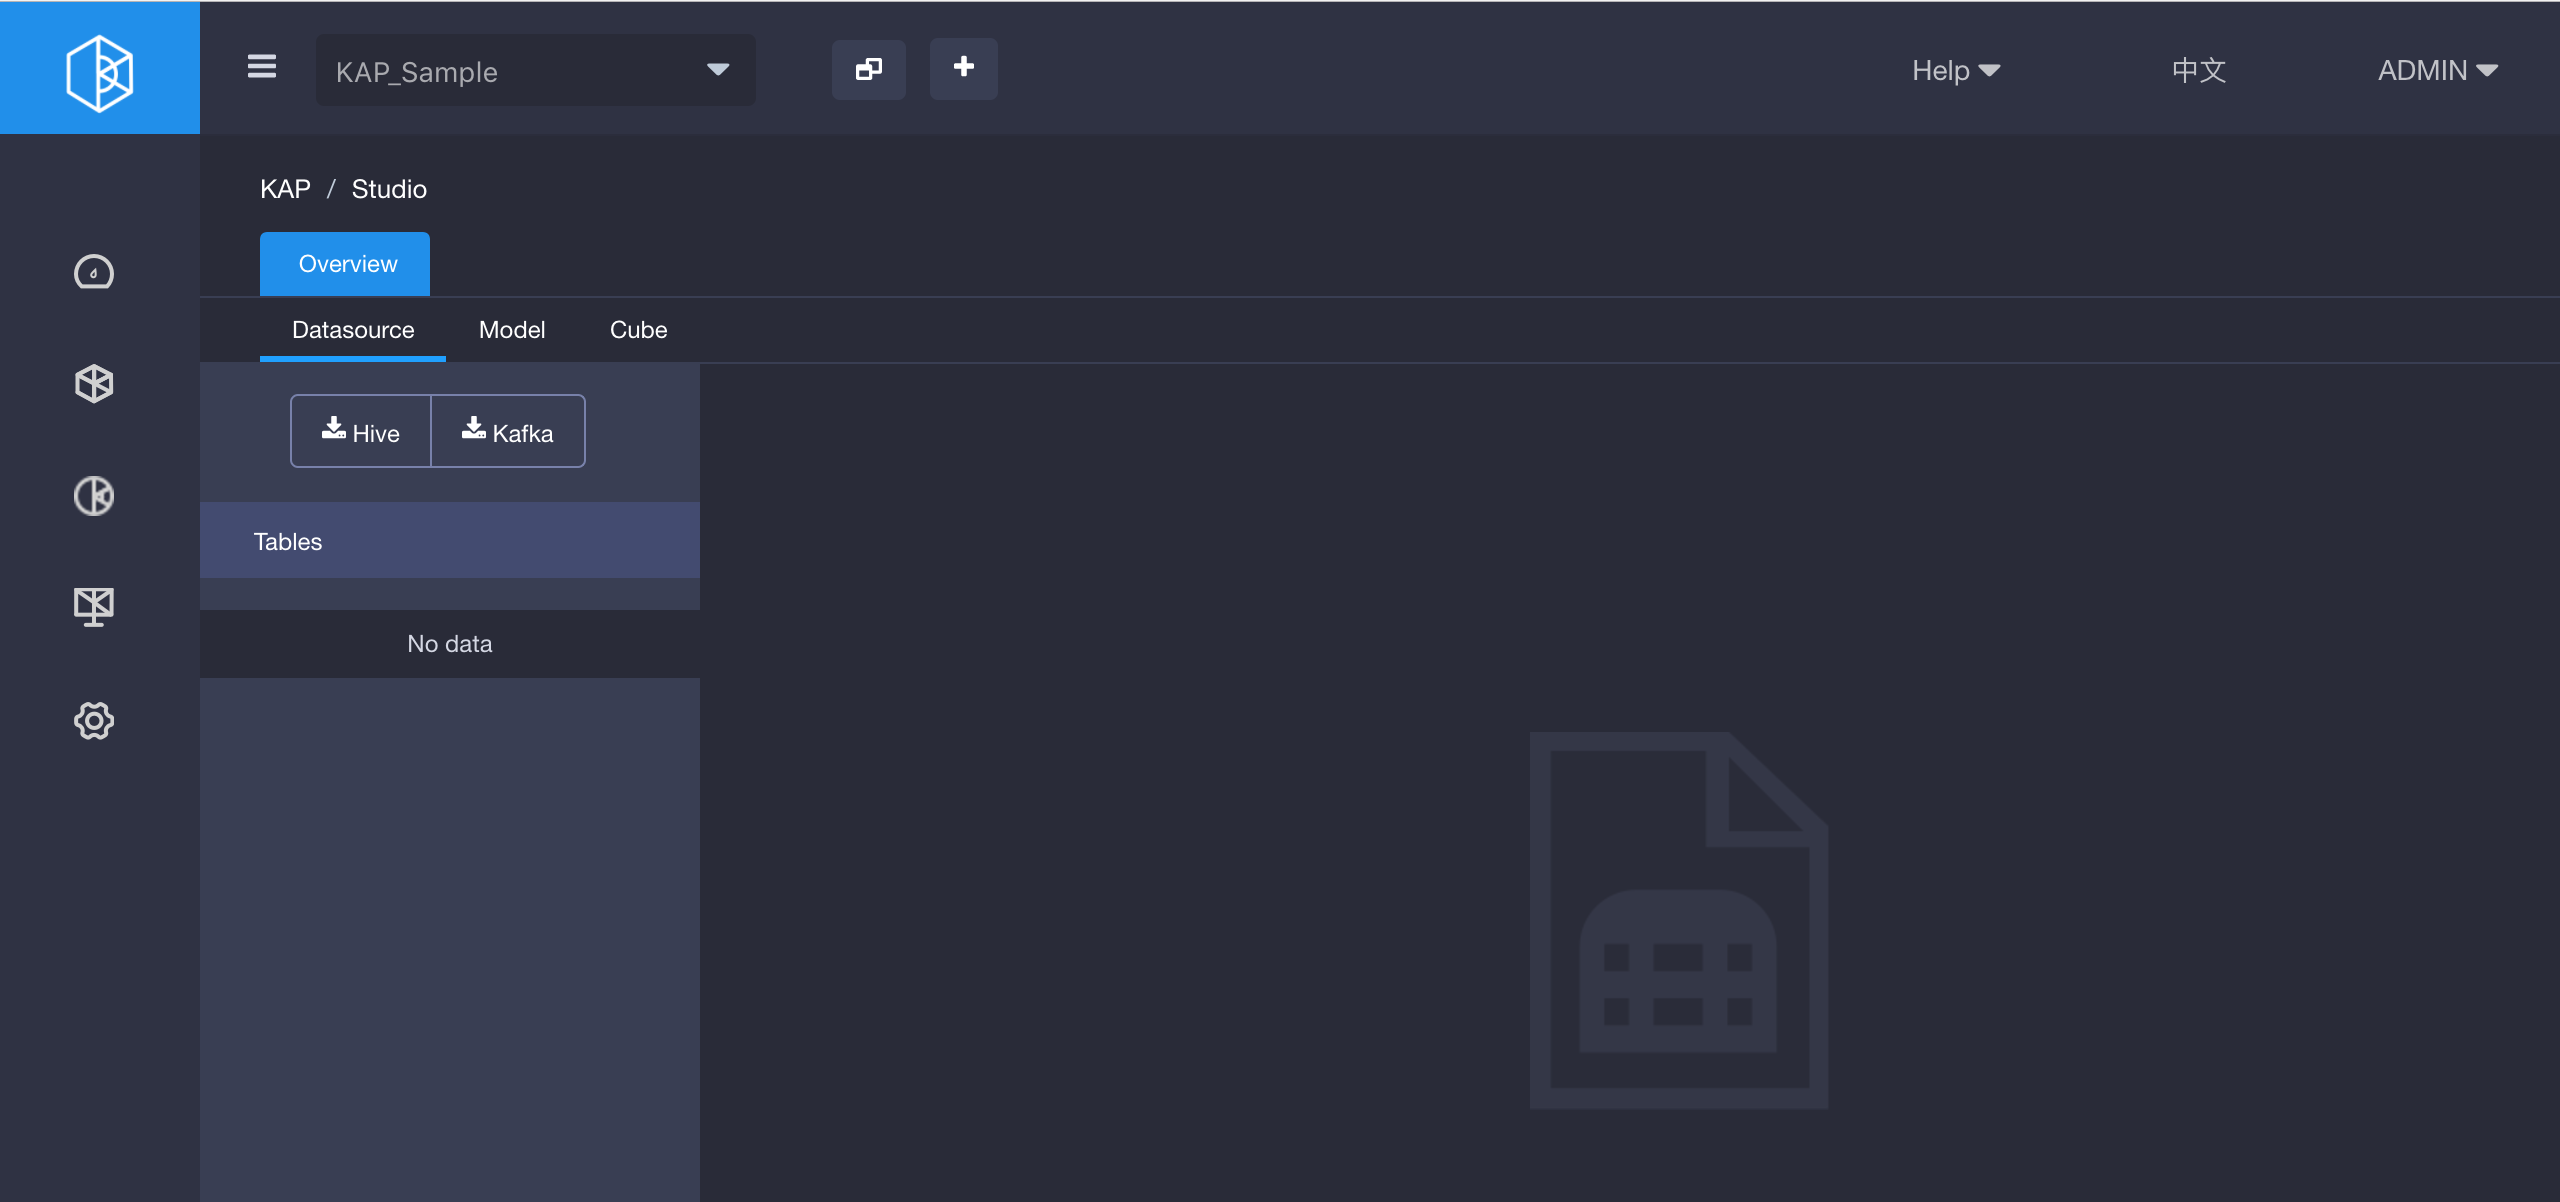 KAP_Sample Help 中文 ADMIN
KAP / Studio
Overview
Datasource Model Cube
Hive Kafka
Tables
No data